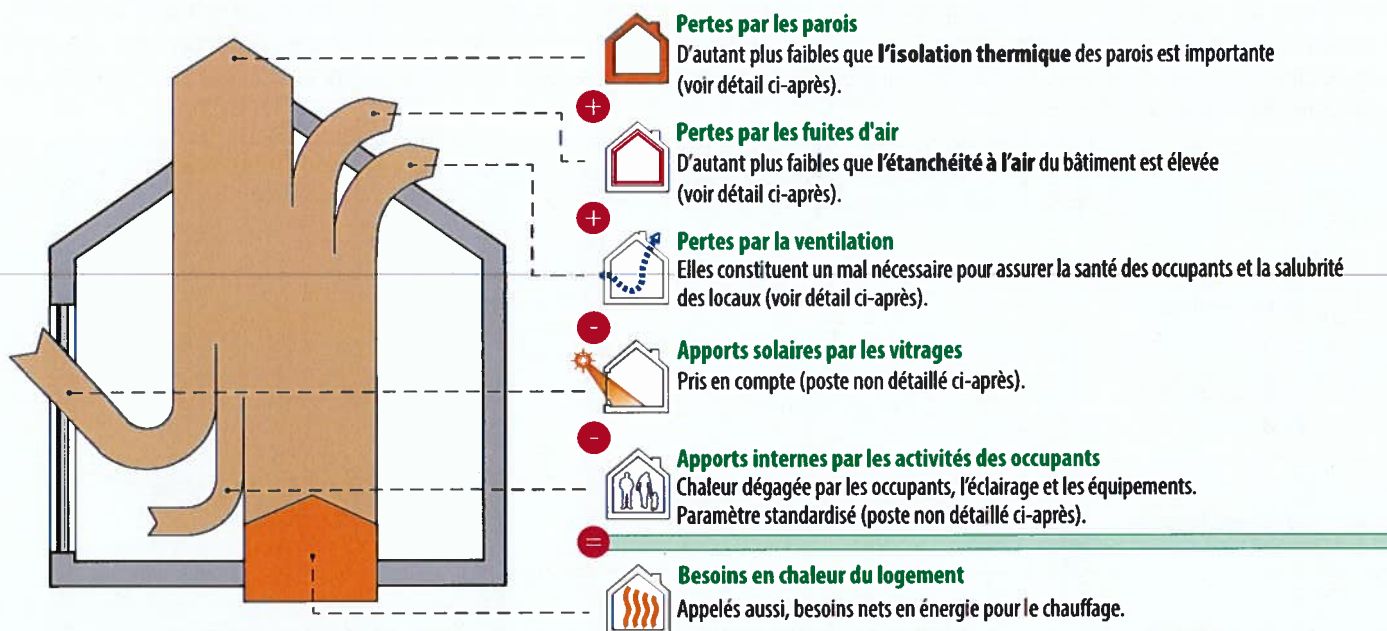 Pertes par les parois
D'autant plus faibles que l'isolation thermique des parois est importante
(voir détail ci-après).
+
Pertes par les fuites d'air
D'autant plus faibles que l'étanchéité à l'air du bâtiment est élevée
(voir détail ci-après).
+
Pertes par la ventilation
Elles constituent un mal nécessaire pour assurer la santé des occupants et la salubrité
des locaux (voir détail ci-après).
-
Apports solaires par les vitrages
Pris en compte (poste non détaillé ci-après).
-
Apports internes par les activités des occupants
Chaleur dégagée par les occupants, l'éclairage et les équipements.
Paramètre standardisé (poste non détaillé ci-après).
=
Besoins en chaleur du logement
Appelés aussi, besoins nets en énergie pour le chauffage.